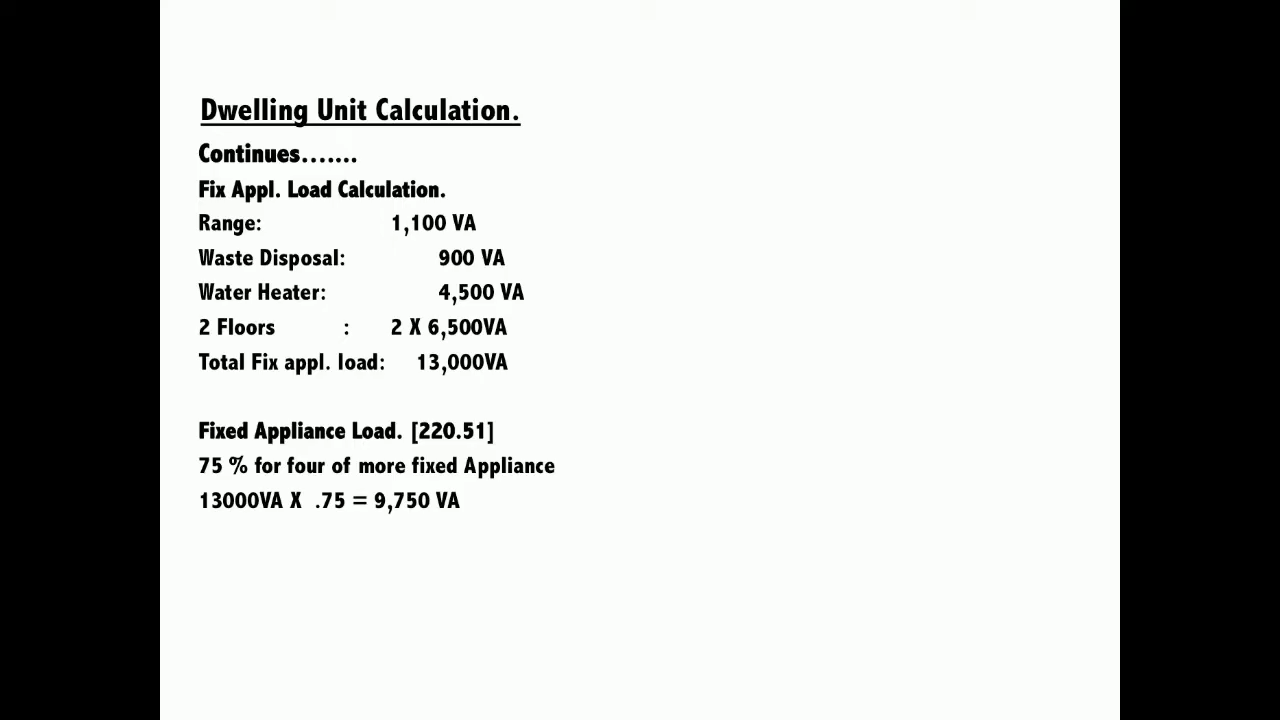 Dwelling Unit Calculation.
Continues.......
Fix Appl. Load Calculation.
Range: 1,100 VA
Waste Disposal: 900 VA
Water Heater: 4,500 VA
2 Floors : 2 X 6,500VA
Total Fix appl. load: 13,000VA
Fixed Appliance Load. [220.51]
75 % for four of more fixed Appliance
13000VA X .75 = 9,750 VA